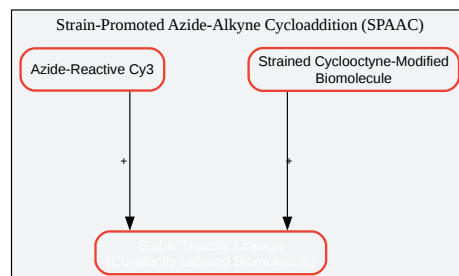 Strain-Promoted Azide-Alkyne Cycloaddition (SPAAC)
Azide-Reactive Cy3
Strained Cyclooctyne-Modified
Biomolecule
+
+
Stable Triazole Linkage
(Covalently Labeled Biomolecule)